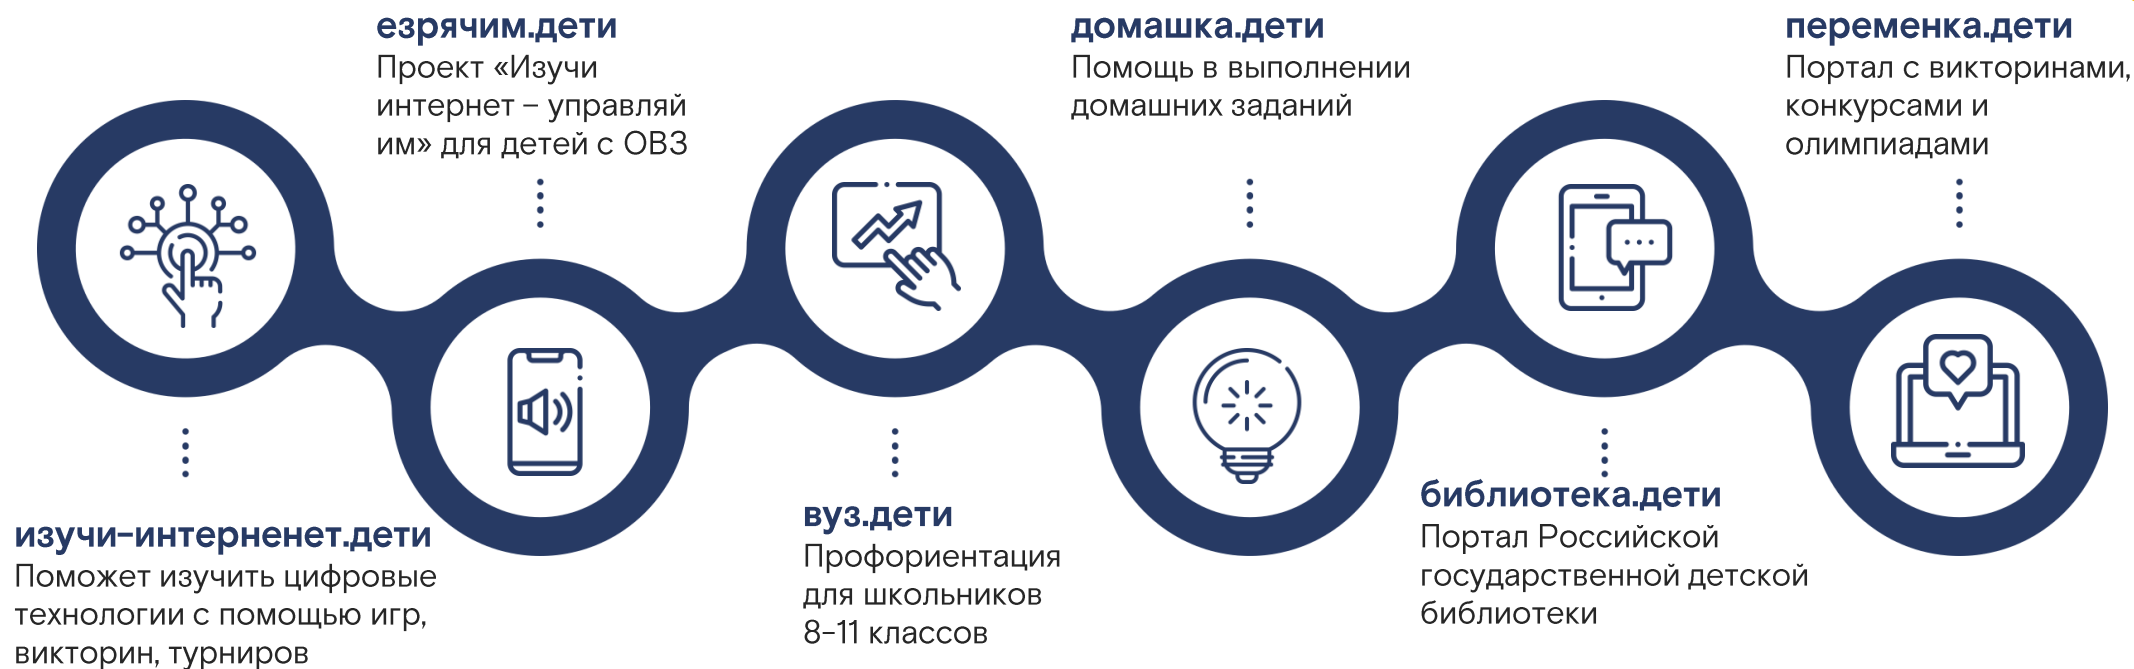 езрячим.дети
Проект «Изучи
интернет – управляй
им» для детей с ОВЗ
домашка.дети
Помощь в выполнении
домашних заданий
переменка.дети
Портал с викторинами,
конкурсами и
олимпиадами
изучи-интерненет.дети
Поможет изучить цифровые
технологии с помощью игр,
викторин, турниров
вуз.дети
Профориентация
для школьников
8-11 классов
библиотека.дети
Портал Российской
государственной детской
библиотеки